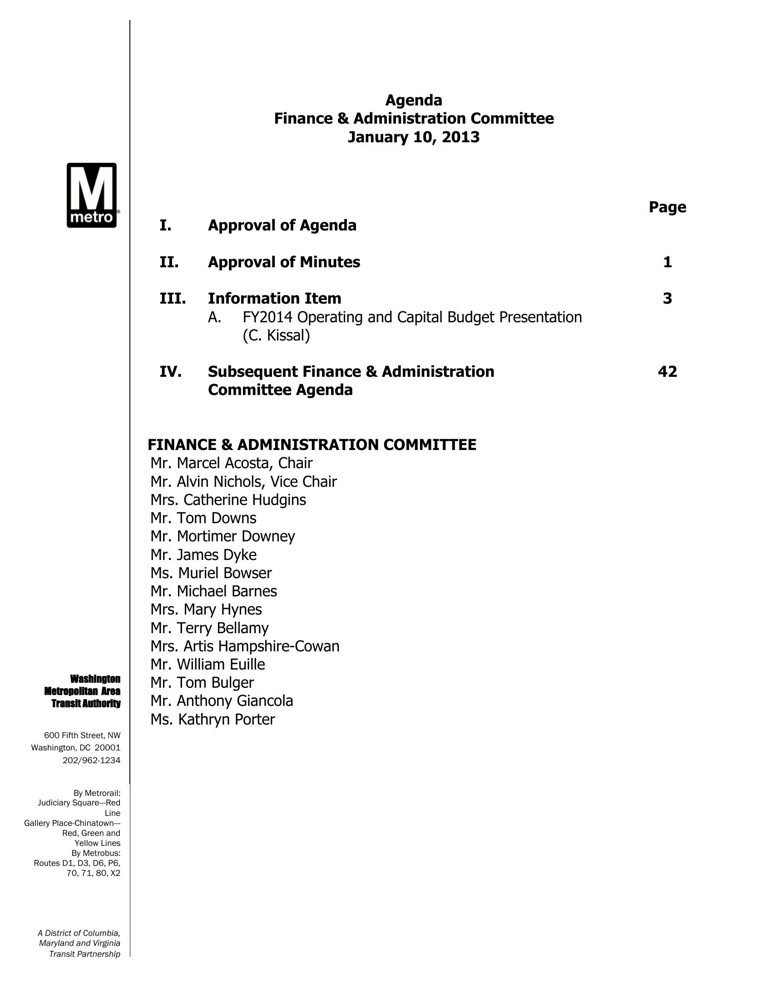 Agenda
Finance & Administration Committee
January 10, 2013
M
metro®
Page
I. Approval of Agenda
II. Approval of Minutes 1
III. Information Item 3
A. FY2014 Operating and Capital Budget Presentation
(C. Kissal)
IV. Subsequent Finance & Administration 42
Committee Agenda
FINANCE & ADMINISTRATION COMMITTEE
Mr. Marcel Acosta, Chair
Mr. Alvin Nichols, Vice Chair
Mrs. Catherine Hudgins
Mr. Tom Downs
Mr. Mortimer Downey
Mr. James Dyke
Ms. Muriel Bowser
Mr. Michael Barnes
Mrs. Mary Hynes
Mr. Terry Bellamy
Mrs. Artis Hampshire-Cowan
Mr. William Euille
Mr. Tom Bulger
Mr. Anthony Giancola
Ms. Kathryn Porter
Washington
Metropolitan Area
Transit Authority
600 Fifth Street, NW
Washington, DC 20001
202/962-1234
By Metrorail:
Judiciary Square—Red
Line
Gallery Place-Chinatown—
Red, Green and
Yellow Lines
By Metrobus:
Routes D1, D3, D6, P6,
70, 71, 80, X2
A District of Columbia,
Maryland and Virginia
Transit Partnership